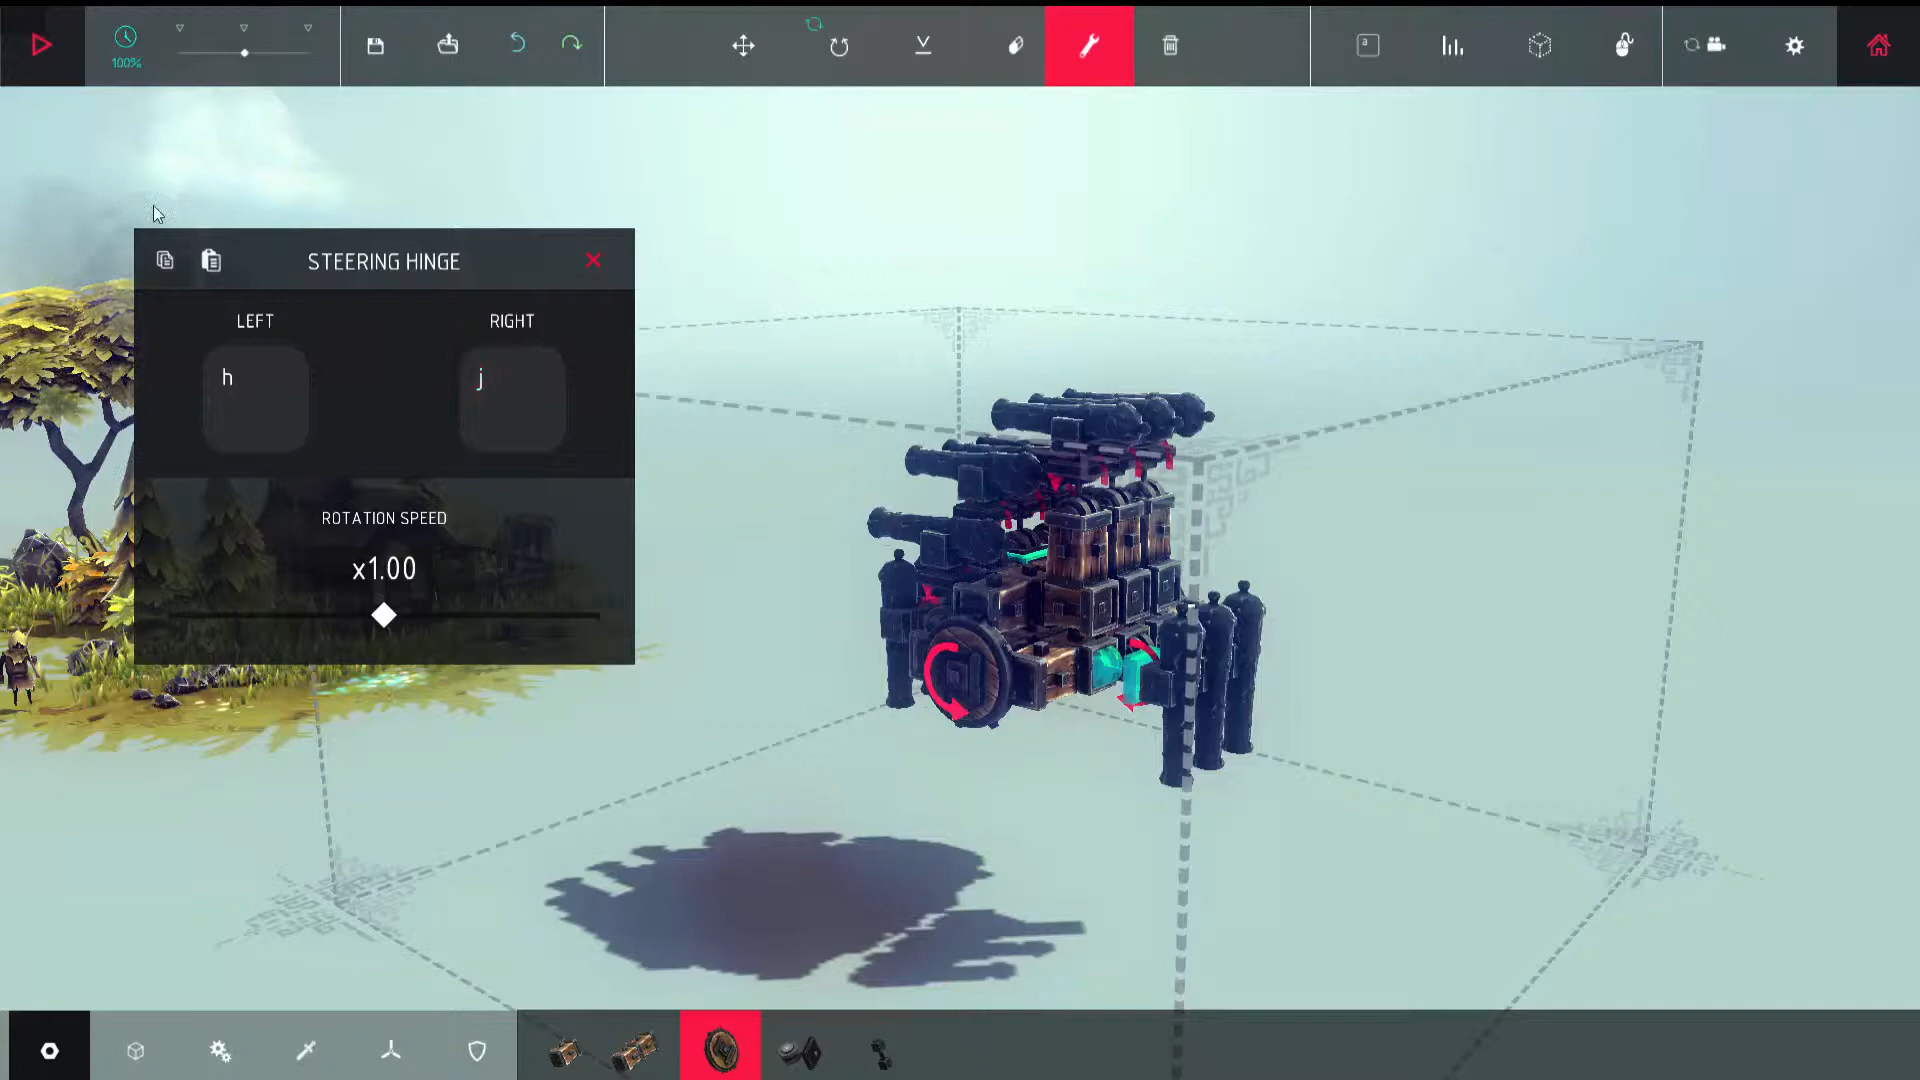 100%
a
STEERING HINGE
LEFT
RIGHT
h
j
ROTATION SPEED
x1.00